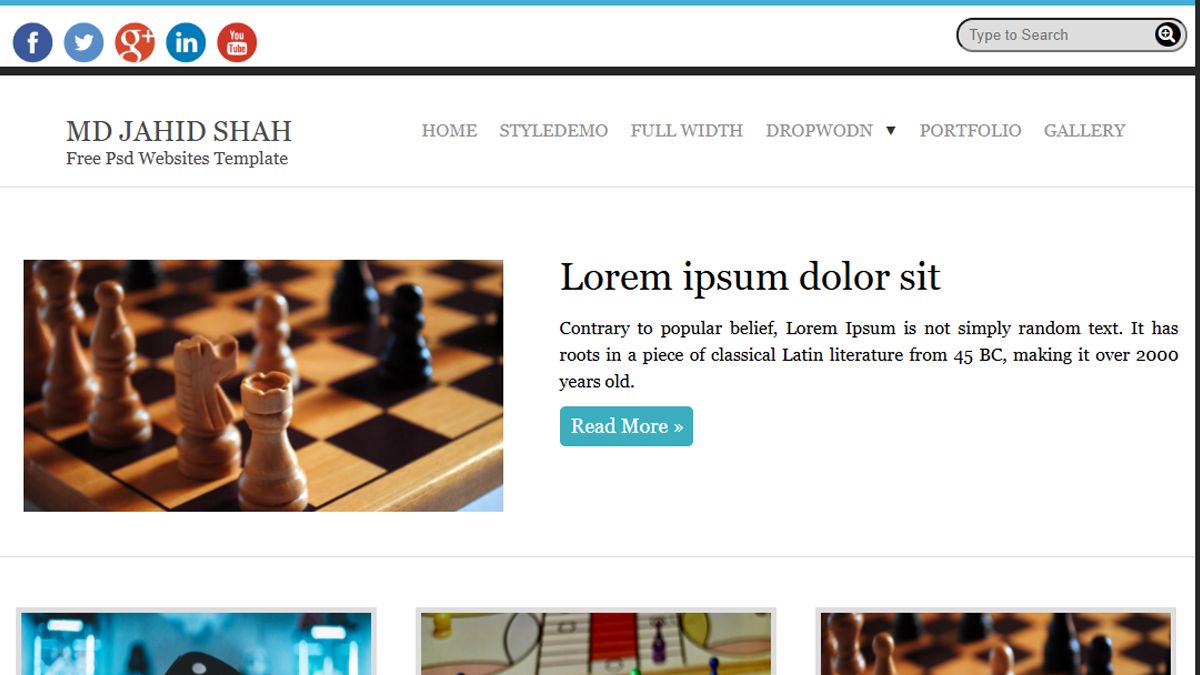 f
g+
in
You
Tube
Type to Search
MD JAHID SHAH
Free Psd Websites Template
HOME STYLEDEMO FULL WIDTH DROPWODN ▼ PORTFOLIO GALLERY
Lorem ipsum dolor sit
Contrary to popular belief, Lorem Ipsum is not simply random text. It has
roots in a piece of classical Latin literature from 45 BC, making it over 2000
years old.
Read More »